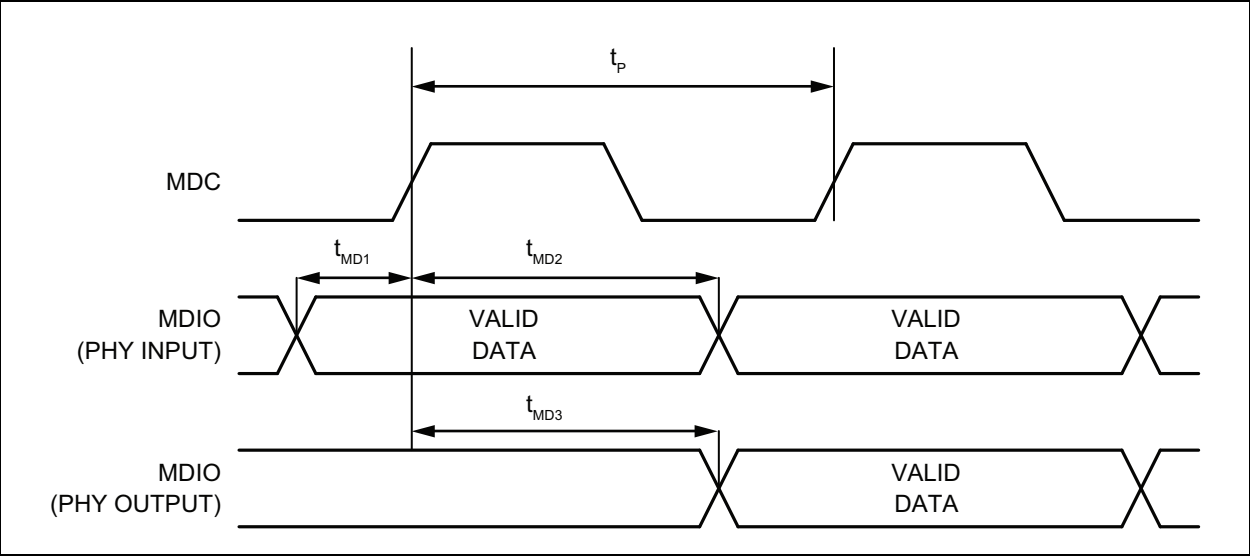 tP
MDC
tMD1
tMD2
MDIO
(PHY INPUT)
VALID
DATA
VALID
DATA
tMD3
MDIO
(PHY OUTPUT)
VALID
DATA